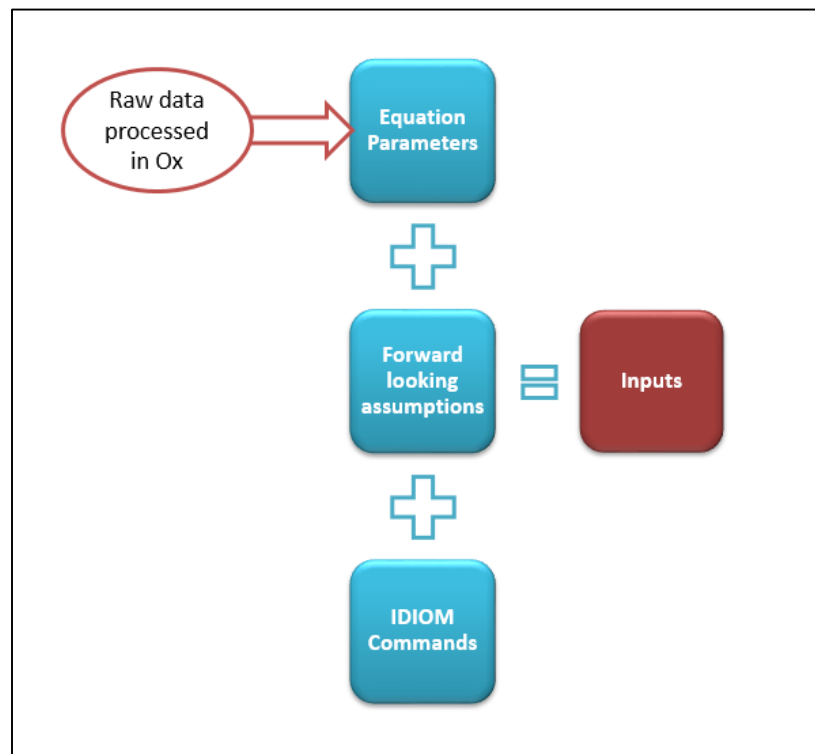 Raw data
processed
in Ox
Equation
Parameters
Forward
looking
assumptions
Inputs
IDIOM
Commands